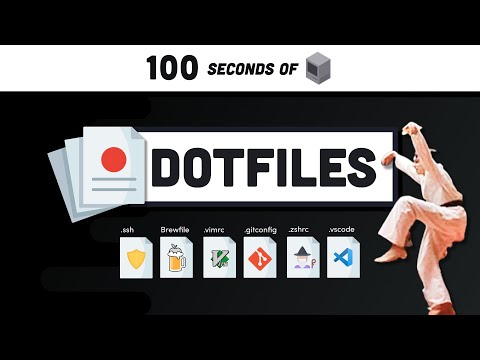 100 SECONDS OF
DOTFILES
.ssh Brewfile .vimrc .gitconfig .zshrc .vscode